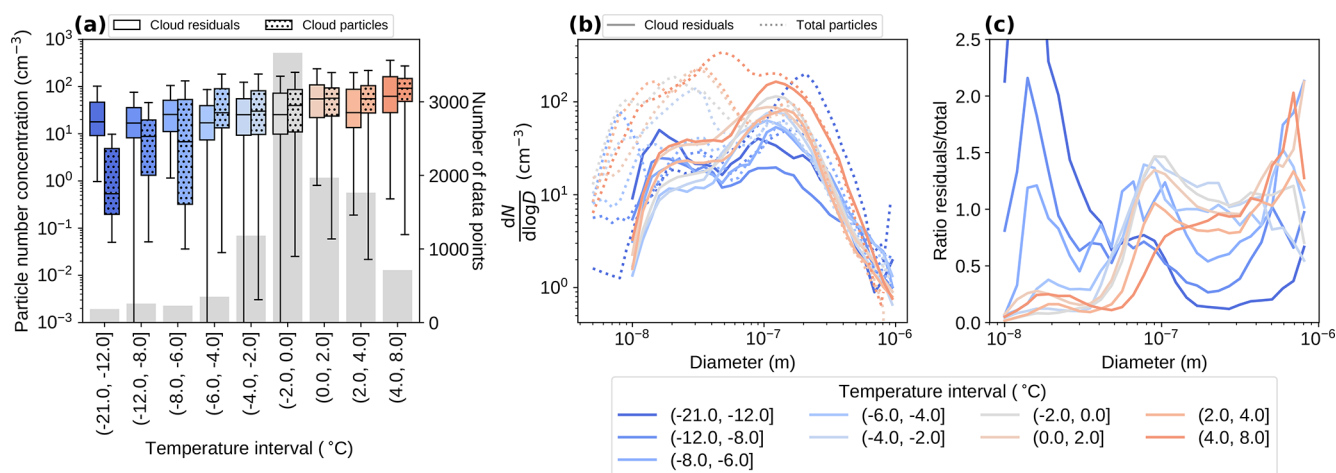 (a)
Cloud residuals
Cloud particles
Particle number concentration (cm⁻³)
10³
10²
10¹
10⁰
10⁻¹
10⁻²
10⁻³
3000
2000
1000
0
Number of data points
(-21.0, -12.0]
(-12.0, -8.0]
(-8.0, -6.0]
(-6.0, -4.0]
(-4.0, -2.0]
(-2.0, 0.0]
(0.0, 2.0]
(2.0, 4.0]
(4.0, 8.0]
Temperature interval (°C)
(b)
Cloud residuals
Total particles
dN/dlogD (cm⁻³)
10²
10¹
10⁰
10⁻⁸
10⁻⁷
10⁻⁶
Diameter (m)
(c)
Ratio residuals/total
2.5
2.0
1.5
1.0
0.5
0.0
10⁻⁸
10⁻⁷
10⁻⁶
Diameter (m)
Temperature interval (°C)
(-21.0, -12.0]
(-12.0, -8.0]
(-8.0, -6.0]
(-6.0, -4.0]
(-4.0, -2.0]
(-2.0, 0.0]
(0.0, 2.0]
(2.0, 4.0]
(4.0, 8.0]